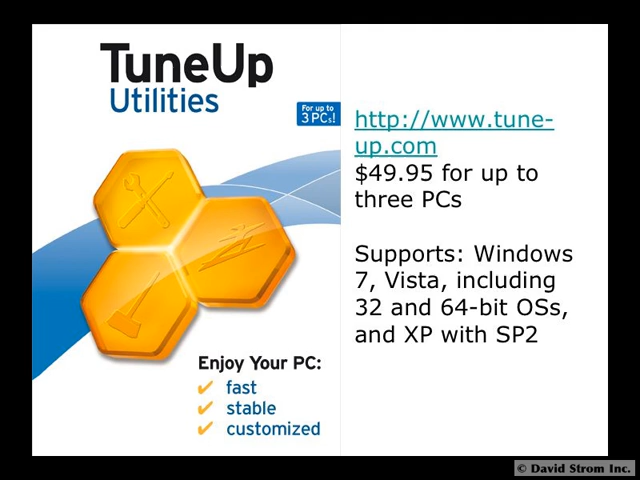 TuneUp
Utilities
For up to
3 PCs!
Enjoy Your PC:
fast
stable
customized
http://www.tune-
up.com
$49.95 for up to
three PCs
Supports: Windows
7, Vista, including
32 and 64-bit OSs,
and XP with SP2
© David Strom Inc.